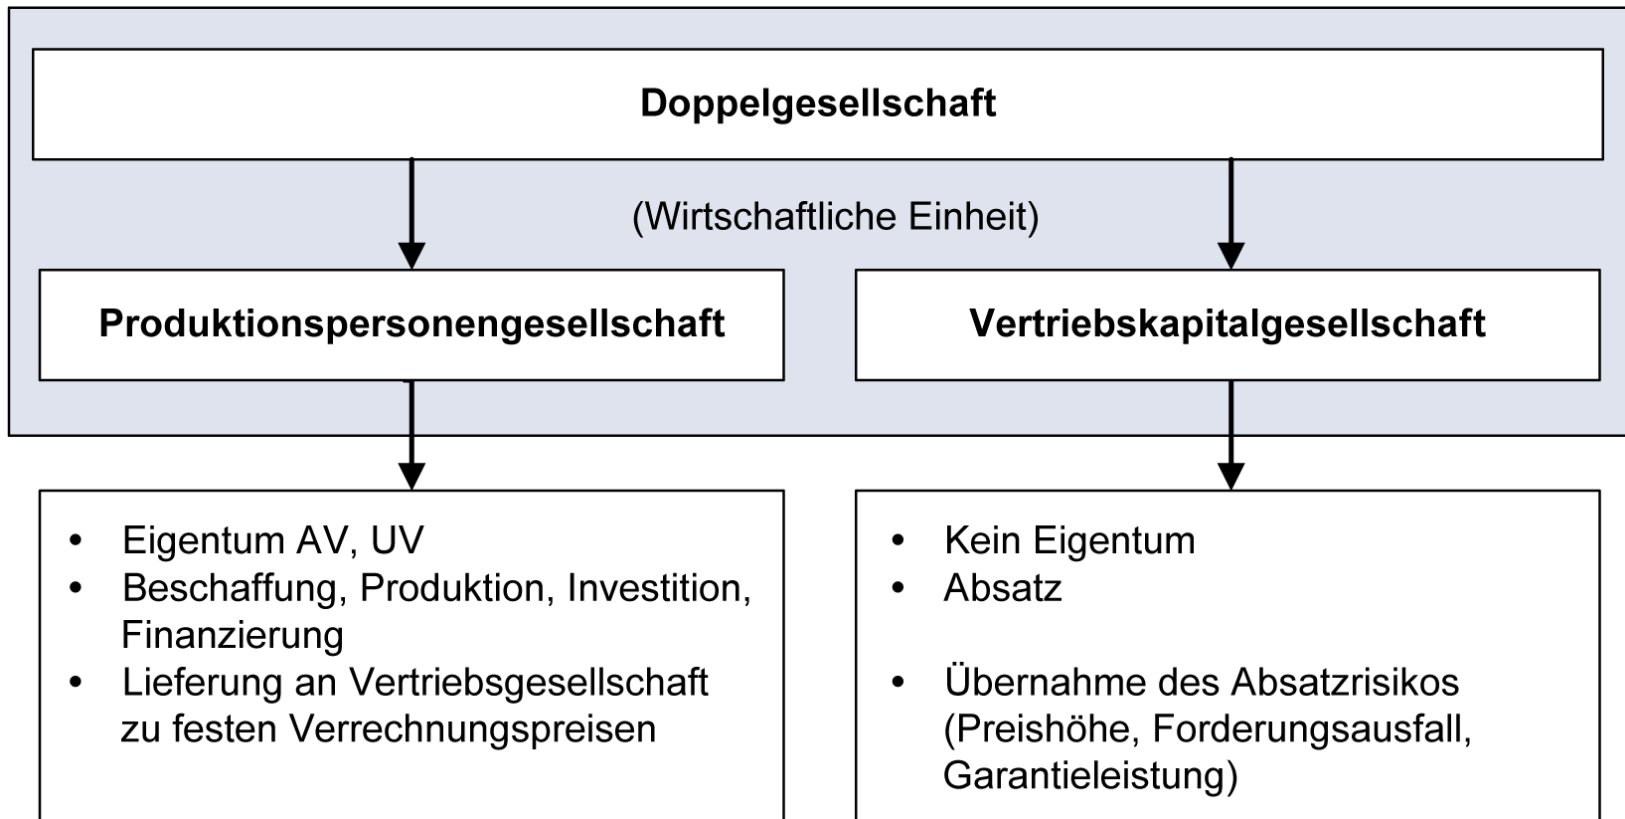 Doppelgesellschaft
(Wirtschaftliche Einheit)
Produktionspersonengesellschaft
Vertriebskapitalgesellschaft
• Eigentum AV, UV
• Beschaffung, Produktion, Investition,
Finanzierung
• Lieferung an Vertriebsgesellschaft
zu festen Verrechnungspreisen
• Kein Eigentum
• Absatz
• Übernahme des Absatzrisikos
(Preishöhe, Forderungsausfall,
Garantieleistung)